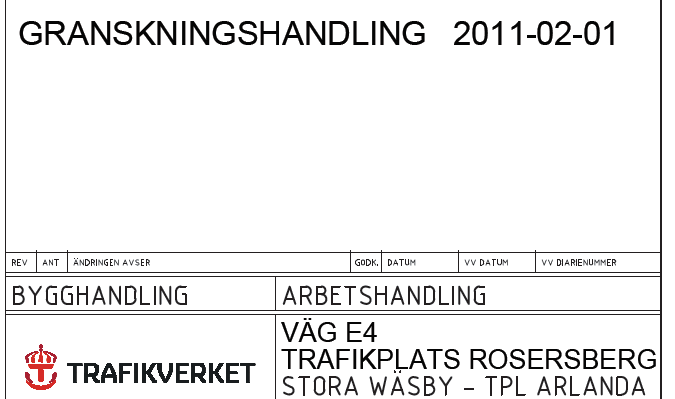 GRANSKNINGSHANDLING 2011-02-01
REV ANT ÄNDRINGEN AVSER GODK. DATUM VV DATUM VV DIARIENUMMER
BYGGHANDLING ARBETSHANDLING
VÄG E4
TRAFIKVERKET TRAFIKPLATS ROSERSBERG
STORA WÄSBY - TPL ARLANDA